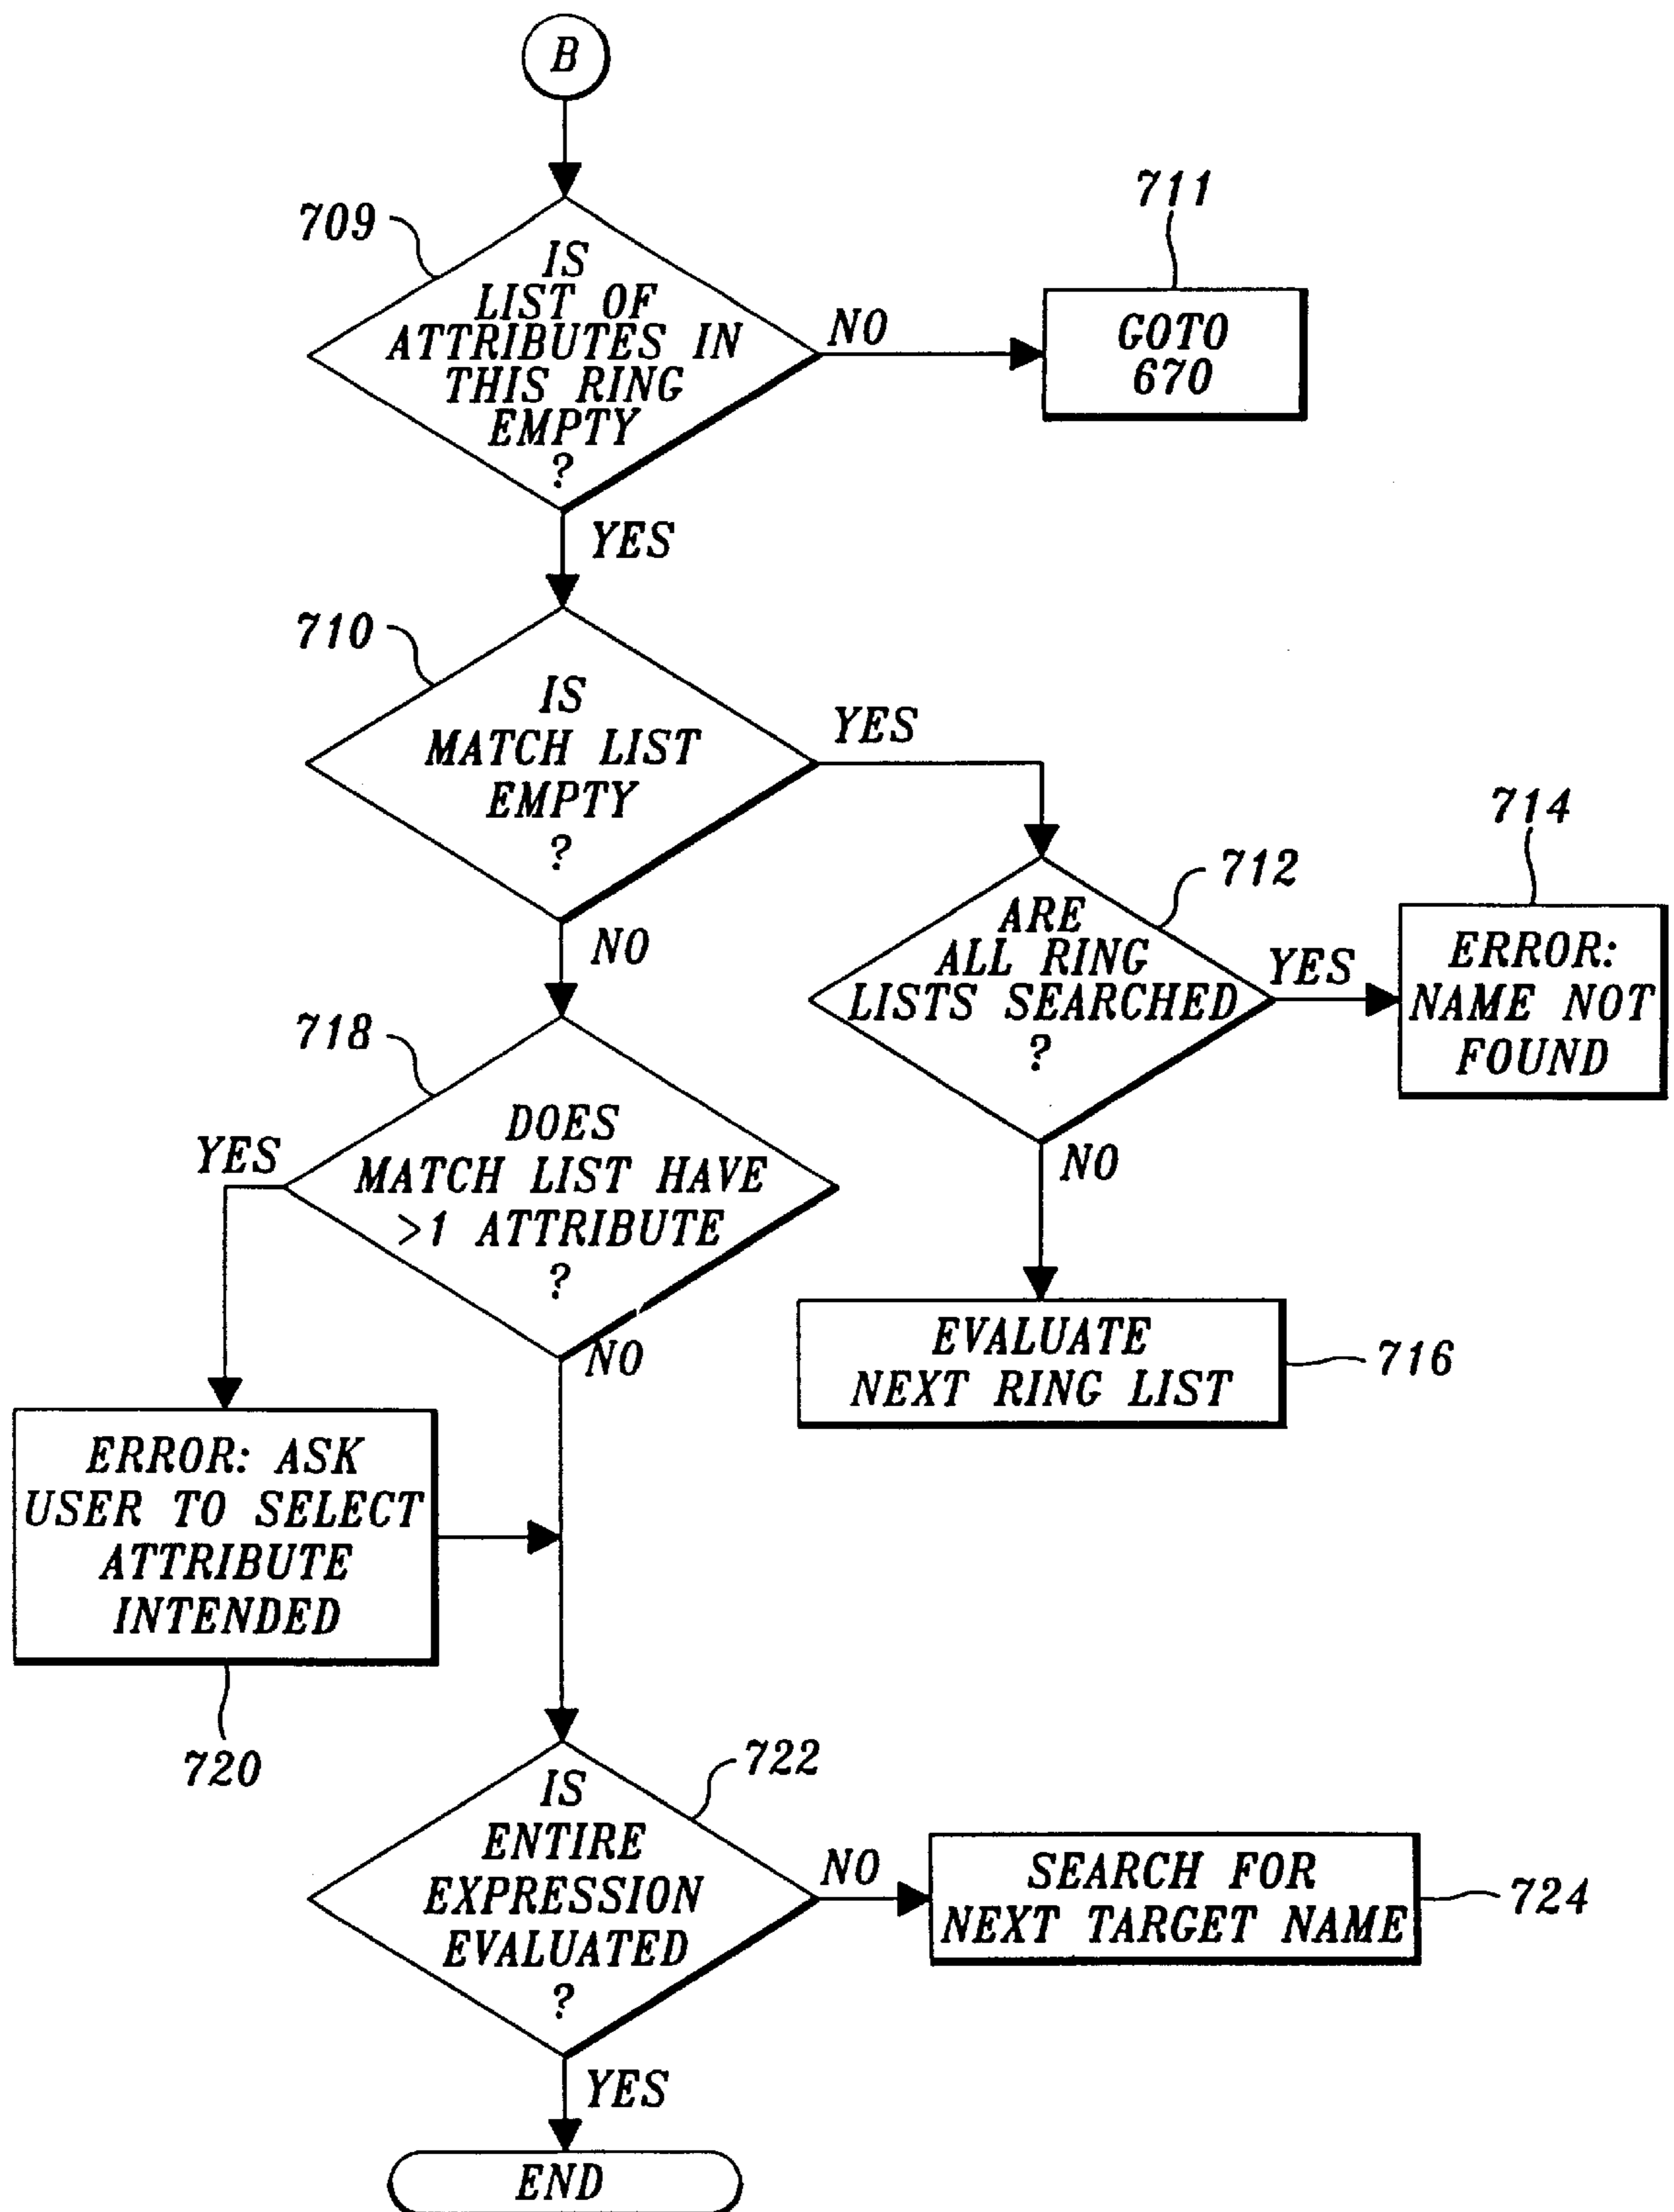 B
709
IS
LIST OF
ATTRIBUTES IN
THIS RING
EMPTY
?
NO
711
GOTO
670
YES
710
IS
MATCH LIST
EMPTY
?
YES
712
ARE
ALL RING
LISTS SEARCHED
?
YES
714
ERROR:
NAME NOT
FOUND
NO
716
EVALUATE
NEXT RING LIST
NO
718
DOES
MATCH LIST HAVE
>1 ATTRIBUTE
?
YES
NO
ERROR: ASK
USER TO SELECT
ATTRIBUTE
INTENDED
720
722
IS
ENTIRE
EXPRESSION
EVALUATED
?
NO
SEARCH FOR
NEXT TARGET NAME
724
YES
END